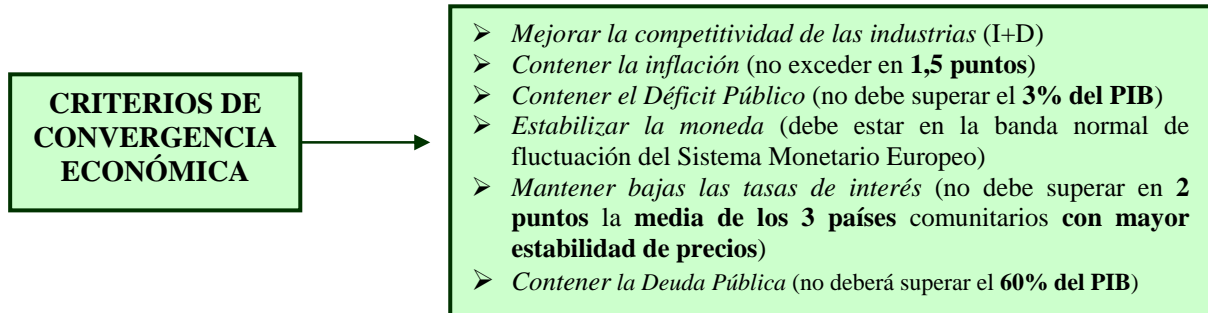 CRITERIOS DE
CONVERGENCIA
ECONÓMICA
➢ Mejorar la competitividad de las industrias (I+D)
➢ Contener la inflación (no exceder en 1,5 puntos)
➢ Contener el Déficit Público (no debe superar el 3% del PIB)
➢ Estabilizar la moneda (debe estar en la banda normal de
fluctuación del Sistema Monetario Europeo)
➢ Mantener bajas las tasas de interés (no debe superar en 2
puntos la media de los 3 países comunitarios con mayor
estabilidad de precios)
➢ Contener la Deuda Pública (no deberá superar el 60% del PIB)